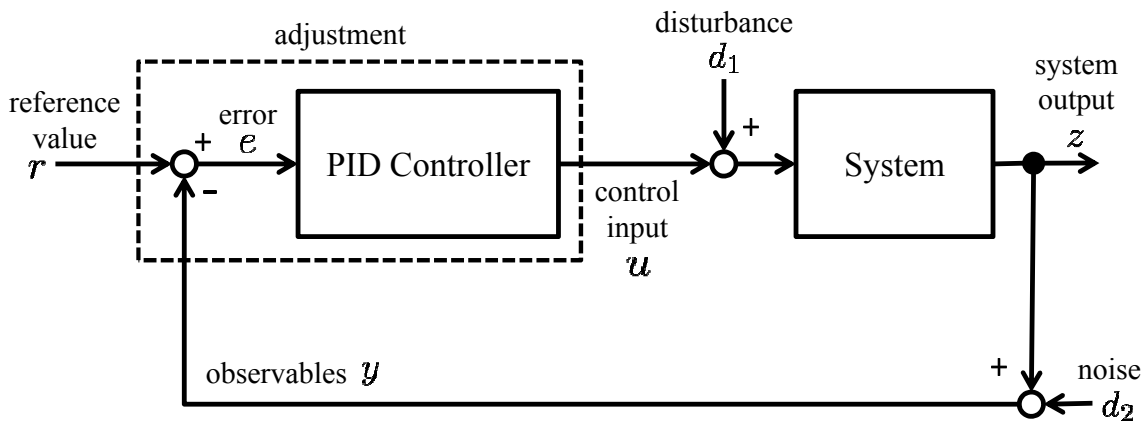 adjustment
disturbance
d₁
reference
value
r
+
-
error
e
PID Controller
control
input
u
+
System
system
output
z
observables y
+
noise
d₂